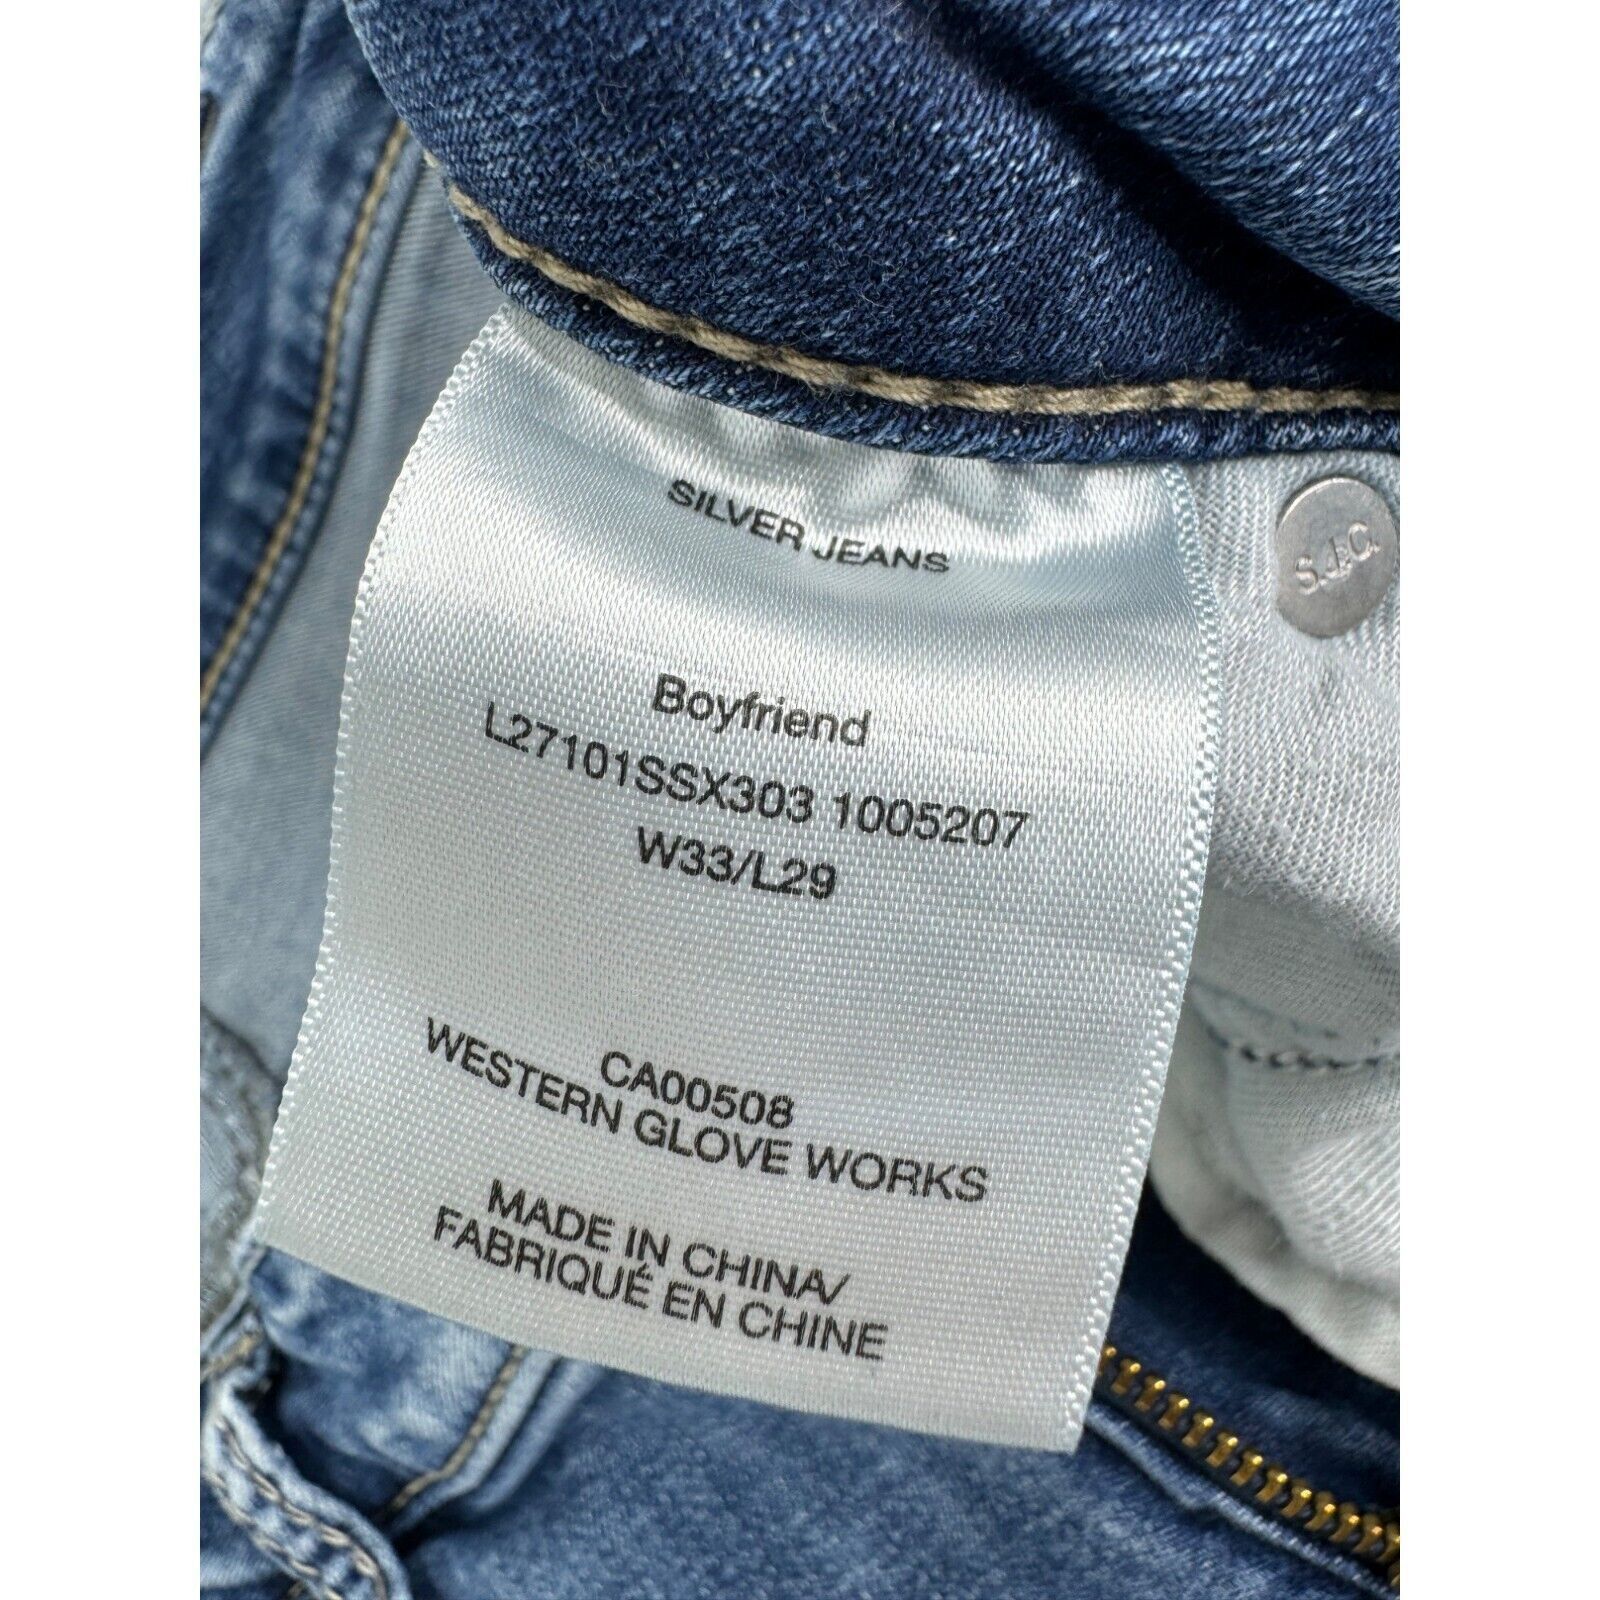 SILVER JEANS
S.J.C.
Boyfriend
L27101SSX303 1005207
W33/L29
CA00508
WESTERN GLOVE WORKS
MADE IN CHINA/
FABRIQUÉ EN CHINE